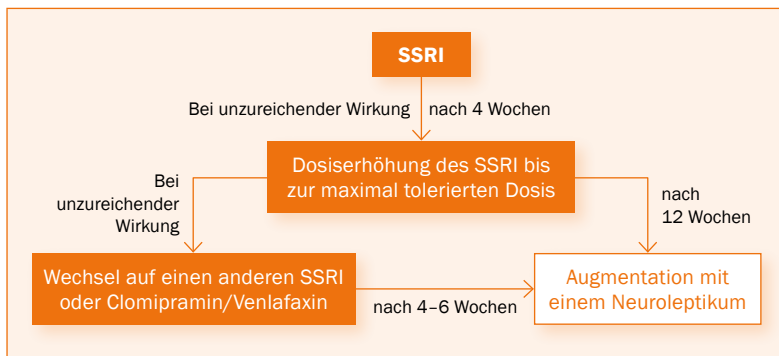 SSRI
Bei unzureichender Wirkung
nach 4 Wochen
Dosiserhöhung des SSRI bis
zur maximal tolerierten Dosis
Bei
unzureichender
Wirkung
nach
12 Wochen
Wechsel auf einen anderen SSRI
oder Clomipramin/Venlafaxin
nach 4–6 Wochen
Augmentation mit
einem Neuroleptikum